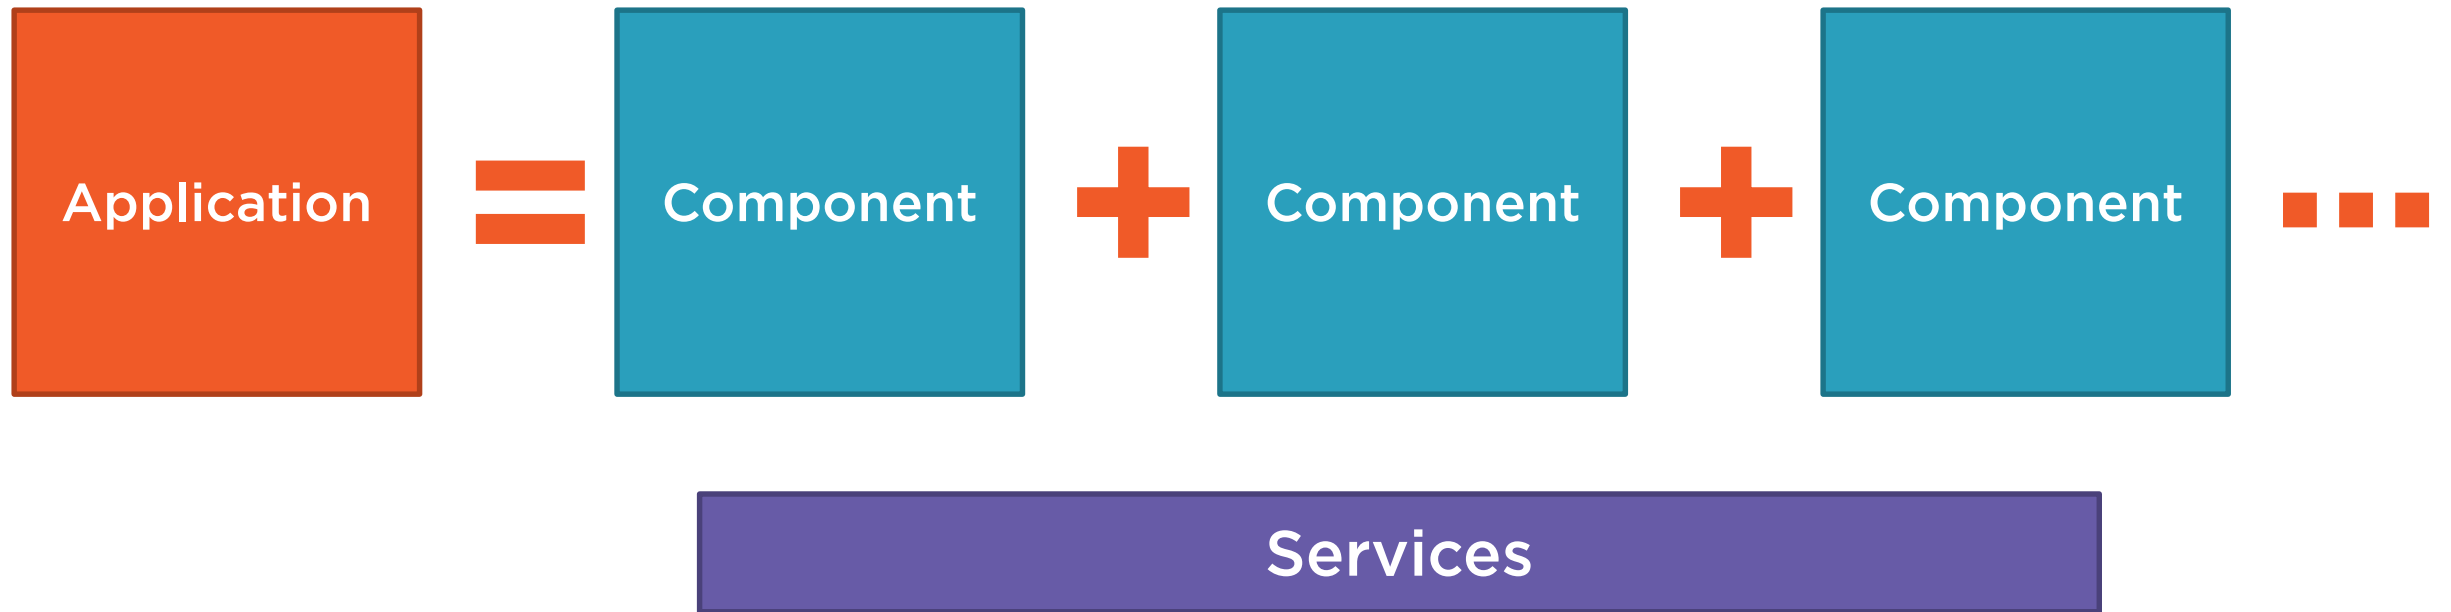 Application = Component + Component + Component ...
Services